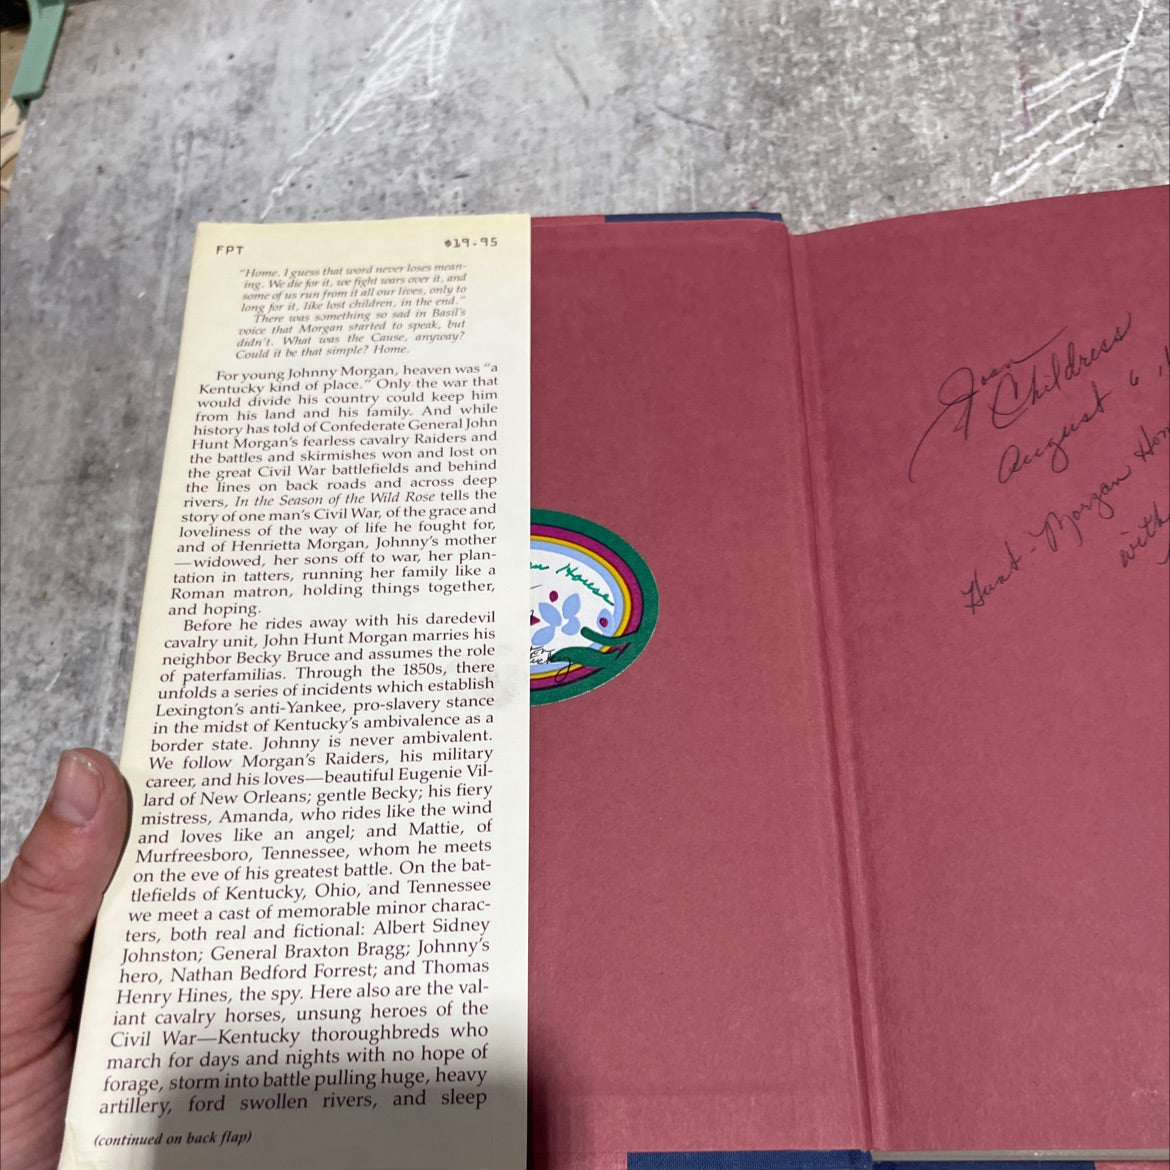 FPT $19.95
"Home. I guess that word never loses mean-
ing. We die for it, we fight wars over it, and
some of us run from it all our lives, only to
long for it, like lost children, in the end."
There was something so sad in Basil's
voice that Morgan started to speak, but
didn't. What was the Cause, anyway?
Could it be that simple? Home.
For young Johnny Morgan, heaven was "a
Kentucky kind of place." Only the war that
would divide his country could keep him
from his land and his family. And while
history has told of Confederate General John
Hunt Morgan's fearless cavalry Raiders and
the battles and skirmishes won and lost on
the great Civil War battlefields and behind
the lines on back roads and across deep
rivers, In the Season of the Wild Rose tells the
story of one man's Civil War, of the grace and
loveliness of the way of life he fought for,
and of Henrietta Morgan, Johnny's mother
—widowed, her sons off to war, her plan-
tation in tatters, running her family like a
Roman matron, holding things together,
and hoping.
Before he rides away with his daredevil
cavalry unit, John Hunt Morgan marries his
neighbor Becky Bruce and assumes the role
of paterfamilias. Through the 1850s, there
unfolds a series of incidents which establish
Lexington's anti-Yankee, pro-slavery stance
in the midst of Kentucky's ambivalence as a
border state. Johnny is never ambivalent.
We follow Morgan's Raiders, his military
career, and his loves—beautiful Eugenie Vil-
lard of New Orleans; gentle Becky; his fiery
mistress, Amanda, who rides like the wind
and loves like an angel; and Mattie, of
Murfreesboro, Tennessee, whom he meets
on the eve of his greatest battle. On the bat-
tlefields of Kentucky, Ohio, and Tennessee
we meet a cast of memorable minor charac-
ters, both real and fictional: Albert Sidney
Johnston; General Braxton Bragg; Johnny's
hero, Nathan Bedford Forrest; and Thomas
Henry Hines, the spy. Here also are the val-
iant cavalry horses, unsung heroes of the
Civil War—Kentucky thoroughbreds who
march for days and nights with no hope of
forage, storm into battle pulling huge, heavy
artillery, ford swollen rivers, and sleep
(continued on back flap)
House
Joan
Childress
August 6,
Hunt-Morgan
with